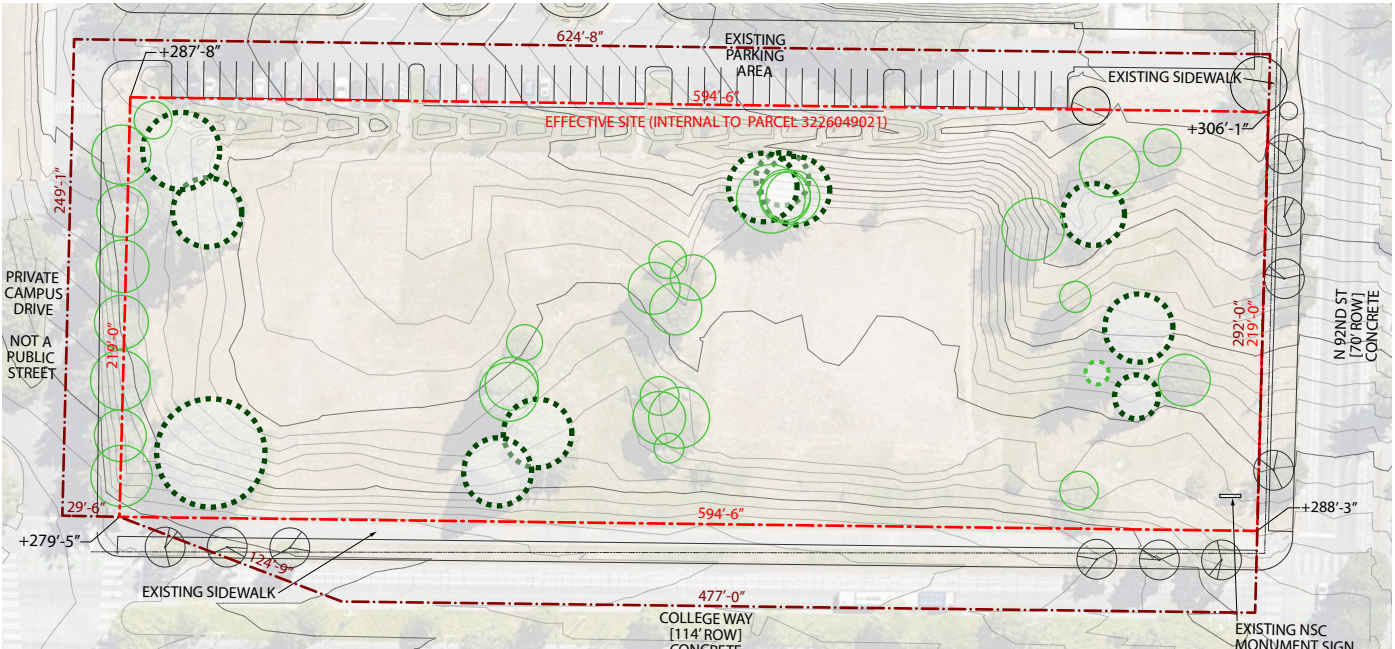 624'-8"
+287'-8"
EXISTING
PARKING
AREA
EXISTING SIDEWALK
594'-6"
EFFECTIVE SITE (INTERNAL TO PARCEL 3226049021)
+306'-1"
249'-1"
PRIVATE
CAMPUS
DRIVE
NOT A
PUBLIC
STREET
219'-0"
292'-0"
219'-0"
N 92ND ST
[70' ROW]
CONCRETE
29'-6"
594'-6"
+288'-3"
+279'-5"
124'-9"
EXISTING SIDEWALK
477'-0"
COLLEGE WAY
[114' ROW]
CONCRETE
EXISTING NSC
MONUMENT SIGN